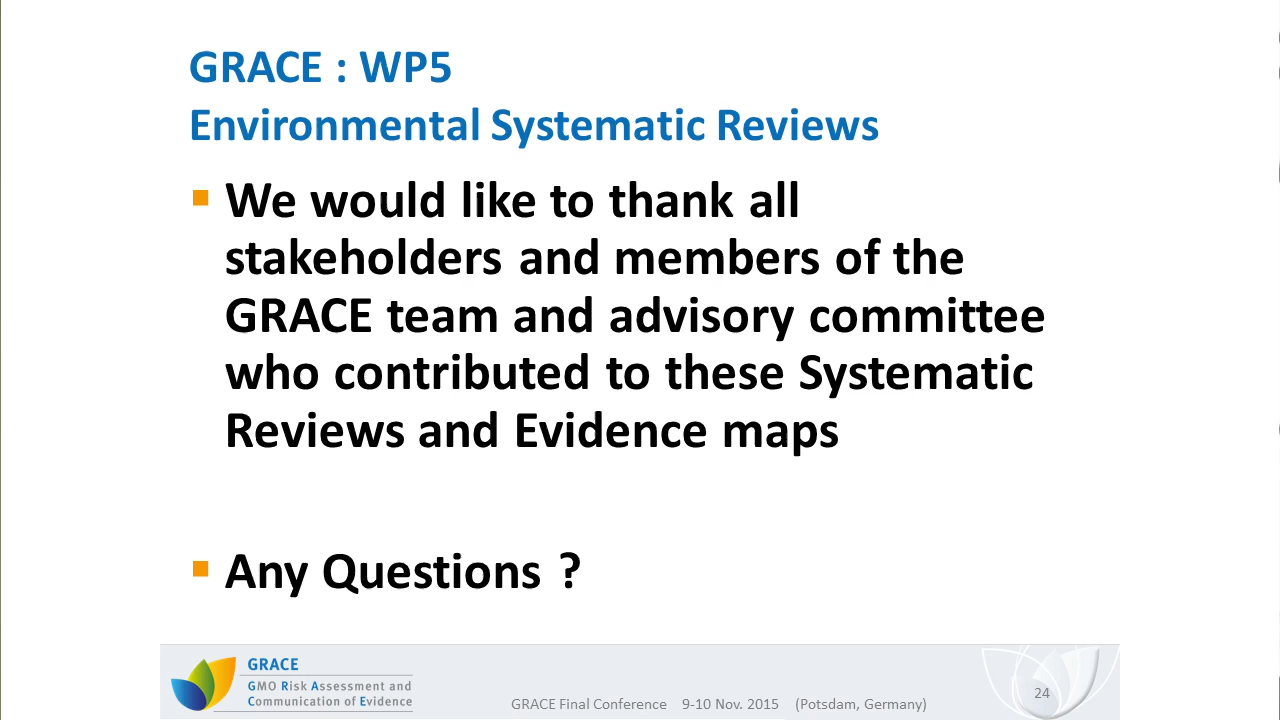 GRACE : WP5
Environmental Systematic Reviews
We would like to thank all
stakeholders and members of the
GRACE team and advisory committee
who contributed to these Systematic
Reviews and Evidence maps
Any Questions ?
GRACE
GMO Risk Assessment and
Communication of Evidence
GRACE Final Conference 9-10 Nov. 2015 (Potsdam, Germany)
24